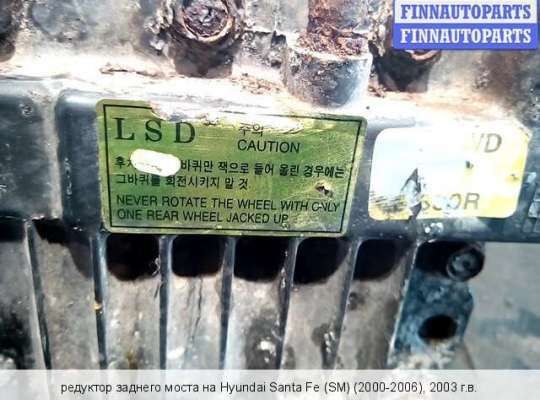 FINNAUTOPARTS
FINNAUTOPARTS
LSD
주의
CAUTION
바퀴만 잭으로 들어 올린 경우에는
그바퀴를 회전시키지 말 것.
NEVER ROTATE THE WHEEL WITH ONLY
ONE REAR WHEEL JACKED UP
редуктор заднего моста на Hyundai Santa Fe (SM) (2000-2006), 2003 г.в.